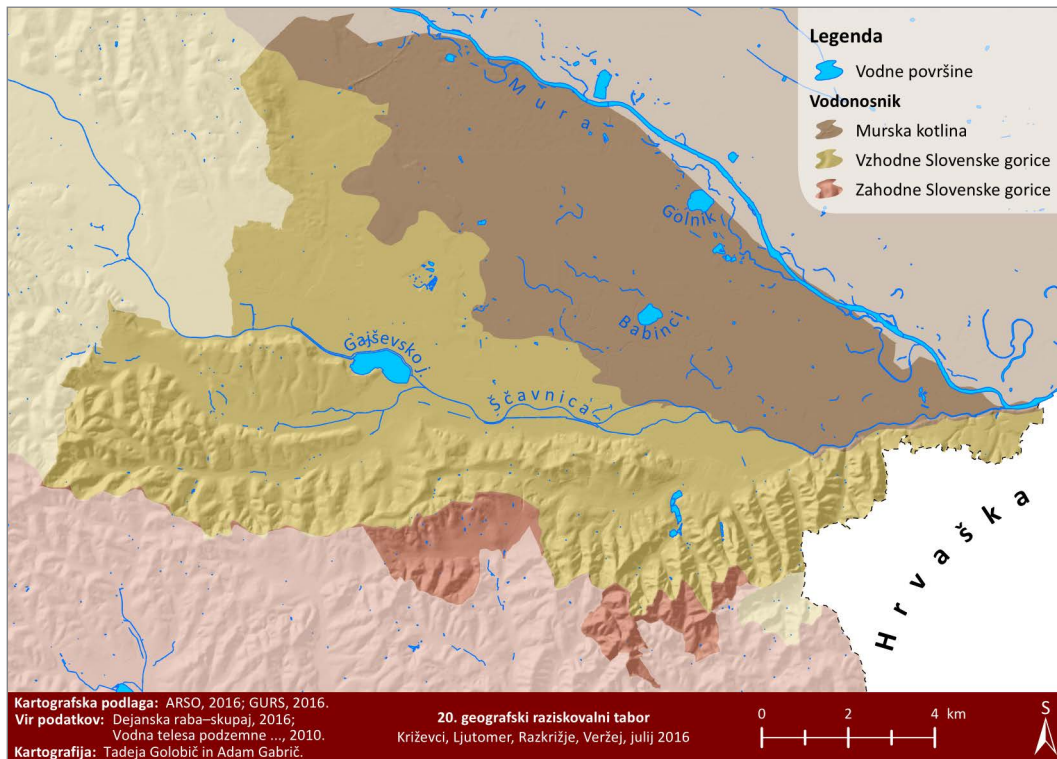 Legenda
Vodne površine
Vodonosnik
Murska kotlina
Vzhodne Slovenske gorice
Zahodne Slovenske gorice
Mura
Golnik
Babinci
Gajševsko j.
Ščavnica
Hrvaška
Kartografska podlaga: ARSO, 2016; GURS, 2016.
Vir podatkov: Dejanska raba–skupaj, 2016;
Vodna telesa podzemne ..., 2010.
Kartografija: Tadeja Golobič in Adam Gabrič.
20. geografski raziskovalni tabor
Križevci, Ljutomer, Razkrižje, Veržej, julij 2016
0 2 4 km
S